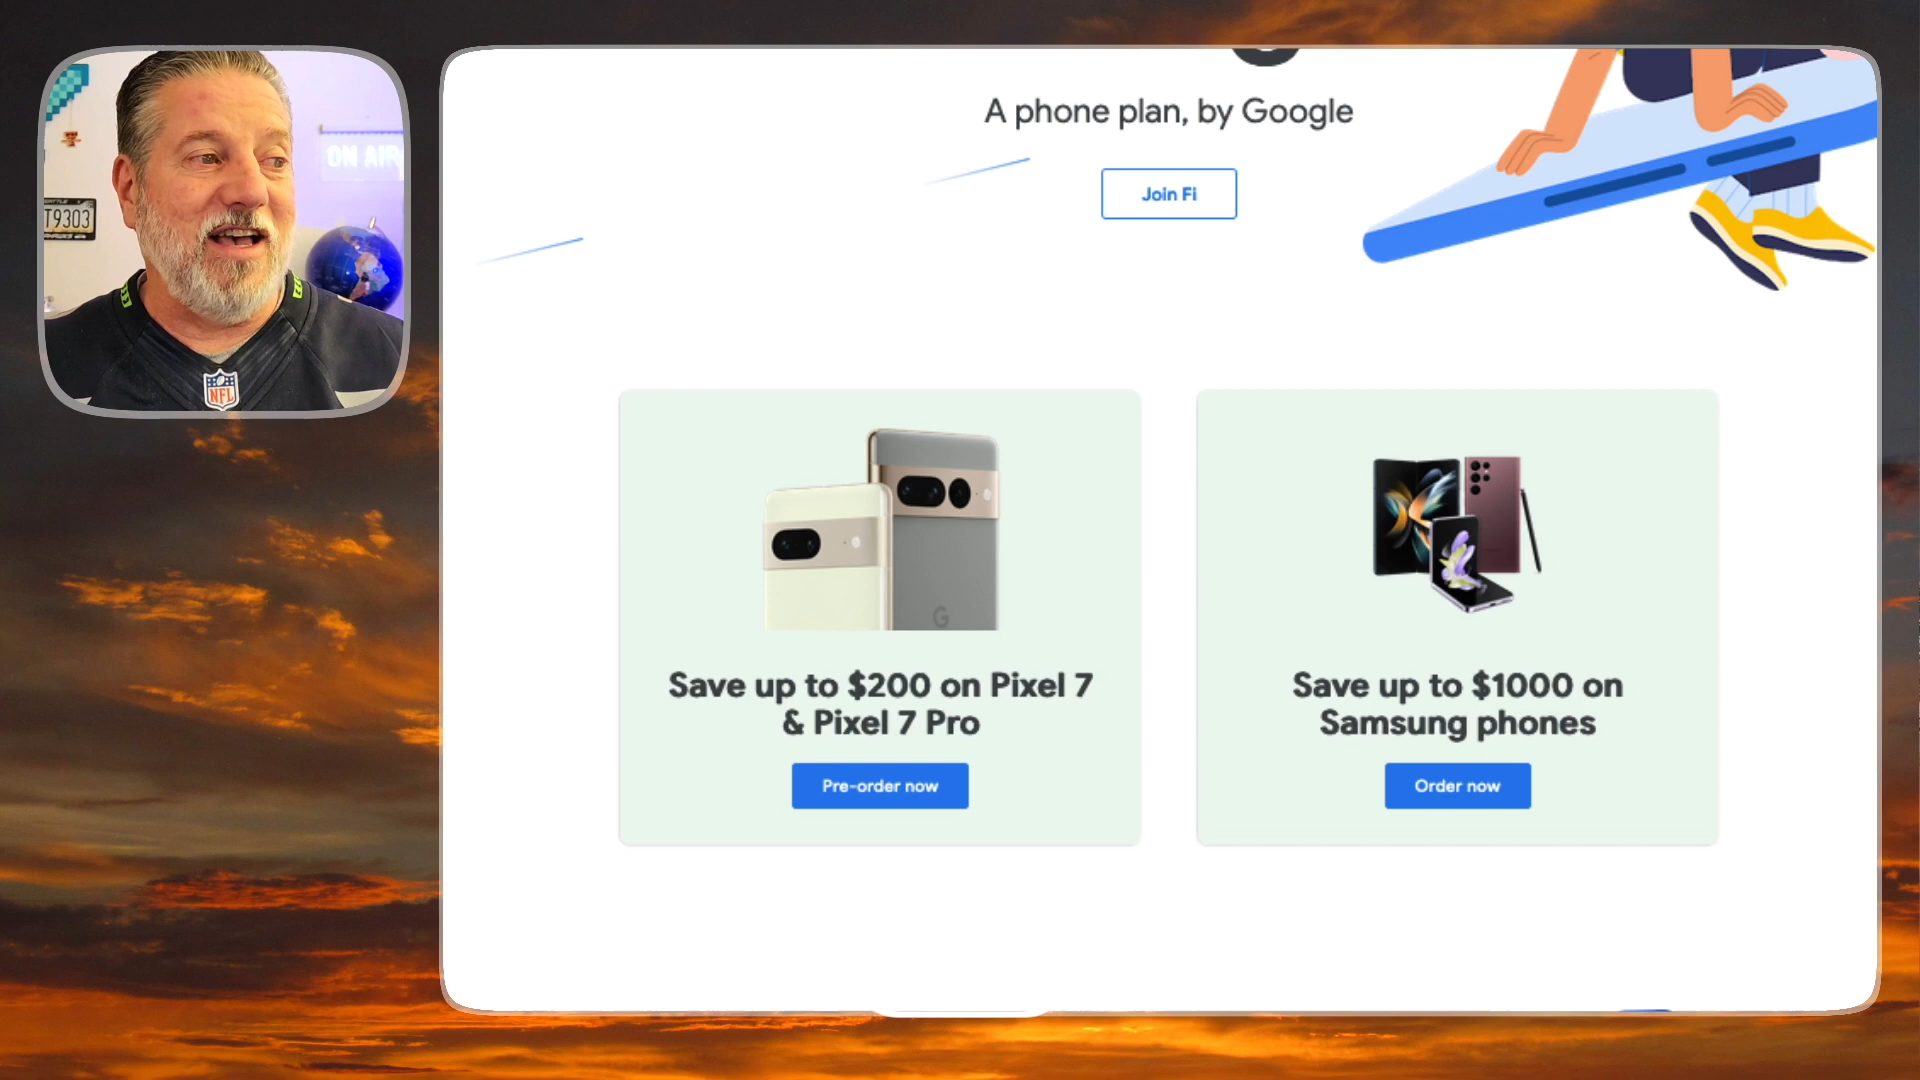 ON AIR
T9303
NFL
A phone plan, by Google
Join Fi
G
Save up to $200 on Pixel 7
& Pixel 7 Pro
Pre-order now
Save up to $1000 on
Samsung phones
Order now